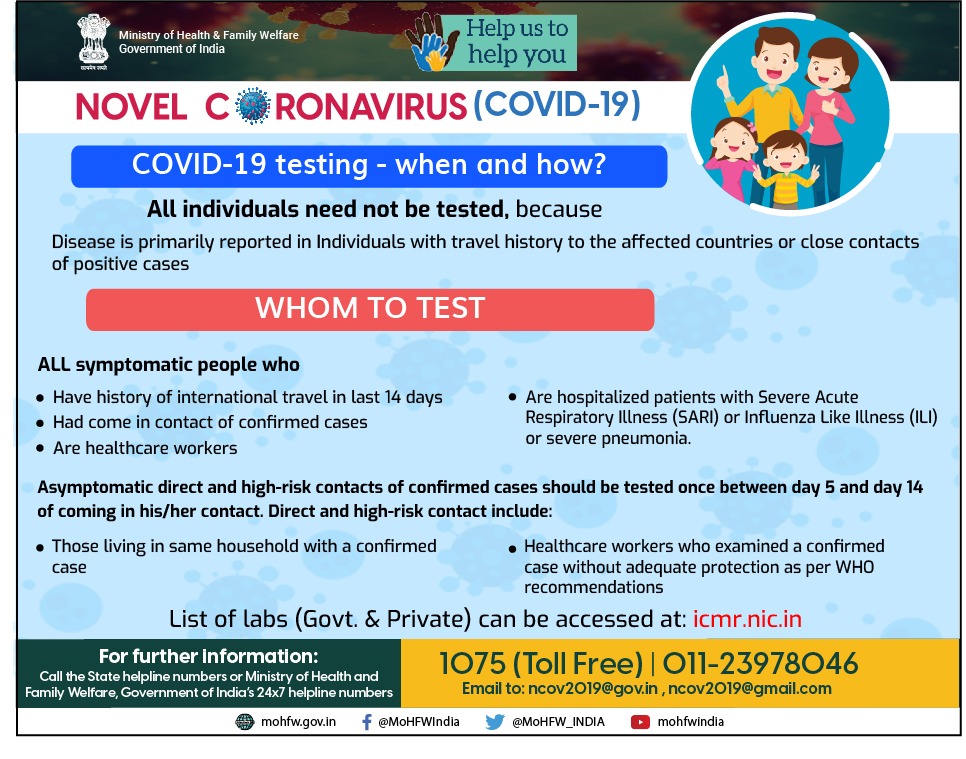 Ministry of Health & Family Welfare
Government of India
सत्यमेव जयते
Help us to
help you
NOVEL CORONAVIRUS (COVID-19)
COVID-19 testing - when and how?
All individuals need not be tested, because
Disease is primarily reported in Individuals with travel history to the affected countries or close contacts
of positive cases
WHOM TO TEST
ALL symptomatic people who
• Have history of international travel in last 14 days
• Had come in contact of confirmed cases
• Are healthcare workers
• Are hospitalized patients with Severe Acute
Respiratory Illness (SARI) or Influenza Like Illness (ILI)
or severe pneumonia.
Asymptomatic direct and high-risk contacts of confirmed cases should be tested once between day 5 and day 14
of coming in his/her contact. Direct and high-risk contact include:
• Those living in same household with a confirmed
case
• Healthcare workers who examined a confirmed
case without adequate protection as per WHO
recommendations
List of labs (Govt. & Private) can be accessed at: icmr.nic.in
For further information:
Call the State helpline numbers or Ministry of Health and
Family Welfare, Government of India's 24x7 helpline numbers
1075 (Toll Free) | 011-23978046
Email to: ncov2019@gov.in , ncov2019@gmail.com
mohfw.gov.in
@MoHFWIndia
@MoHFW_INDIA
mohfwindia